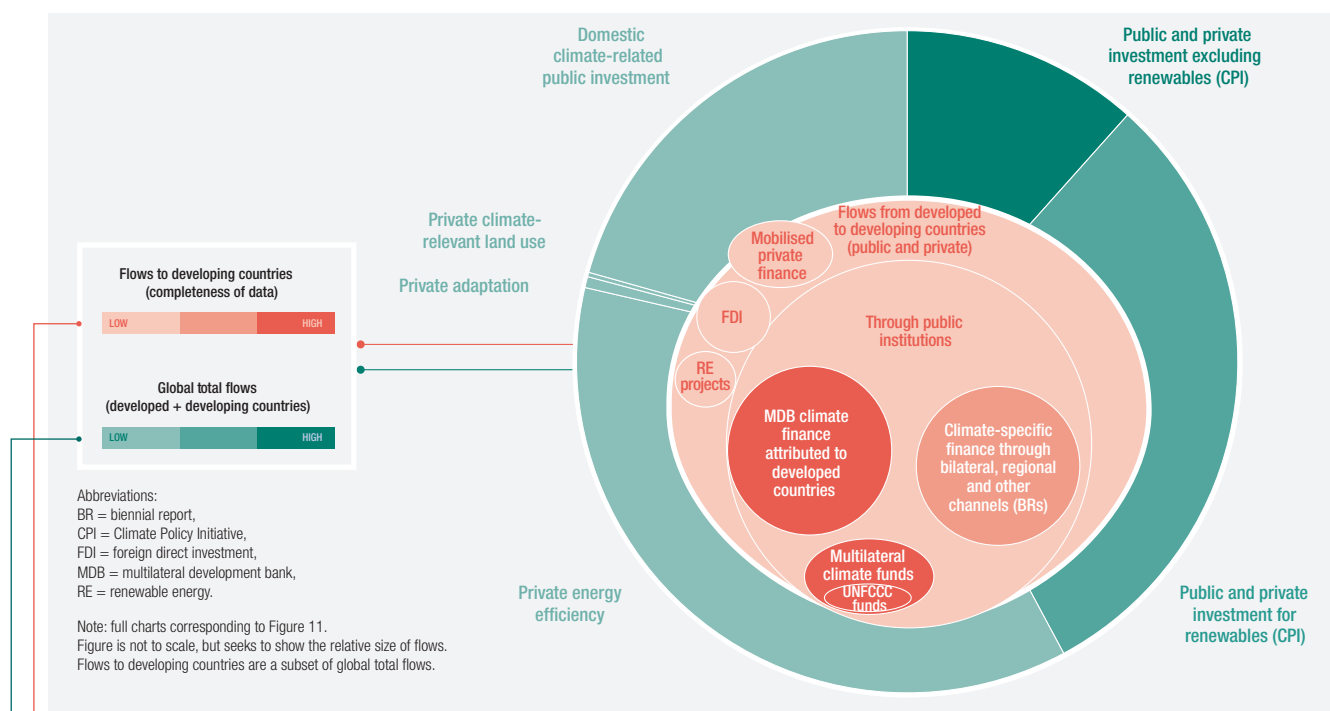 Domestic
climate-related
public investment
Public and private
investment excluding
renewables (CPI)
Private climate-
relevant land use
Private adaptation
Flows from developed
to developing countries
(public and private)
Mobilised
private
finance
FDI
RE
projects
Through public
institutions
MDB climate
finance
attributed to
developed
countries
Climate-specific
finance through
bilateral, regional
and other
channels (BRs)
Multilateral
climate funds
UNFCCC
funds
Private energy
efficiency
Public and private
investment for
renewables (CPI)
Flows to developing countries
(completeness of data)
LOW HIGH
Global total flows
(developed + developing countries)
LOW HIGH
Abbreviations:
BR = biennial report,
CPI = Climate Policy Initiative,
FDI = foreign direct investment,
MDB = multilateral development bank,
RE = renewable energy.
Note: full charts corresponding to Figure 11.
Figure is not to scale, but seeks to show the relative size of flows.
Flows to developing countries are a subset of global total flows.